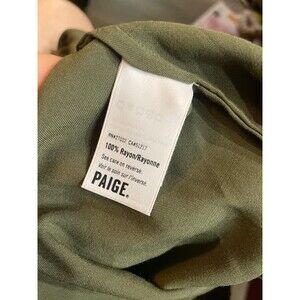 100% Rayon/Rayonne
See care on reverse.
Voir le soin sur l'inverse.
PAIGE.